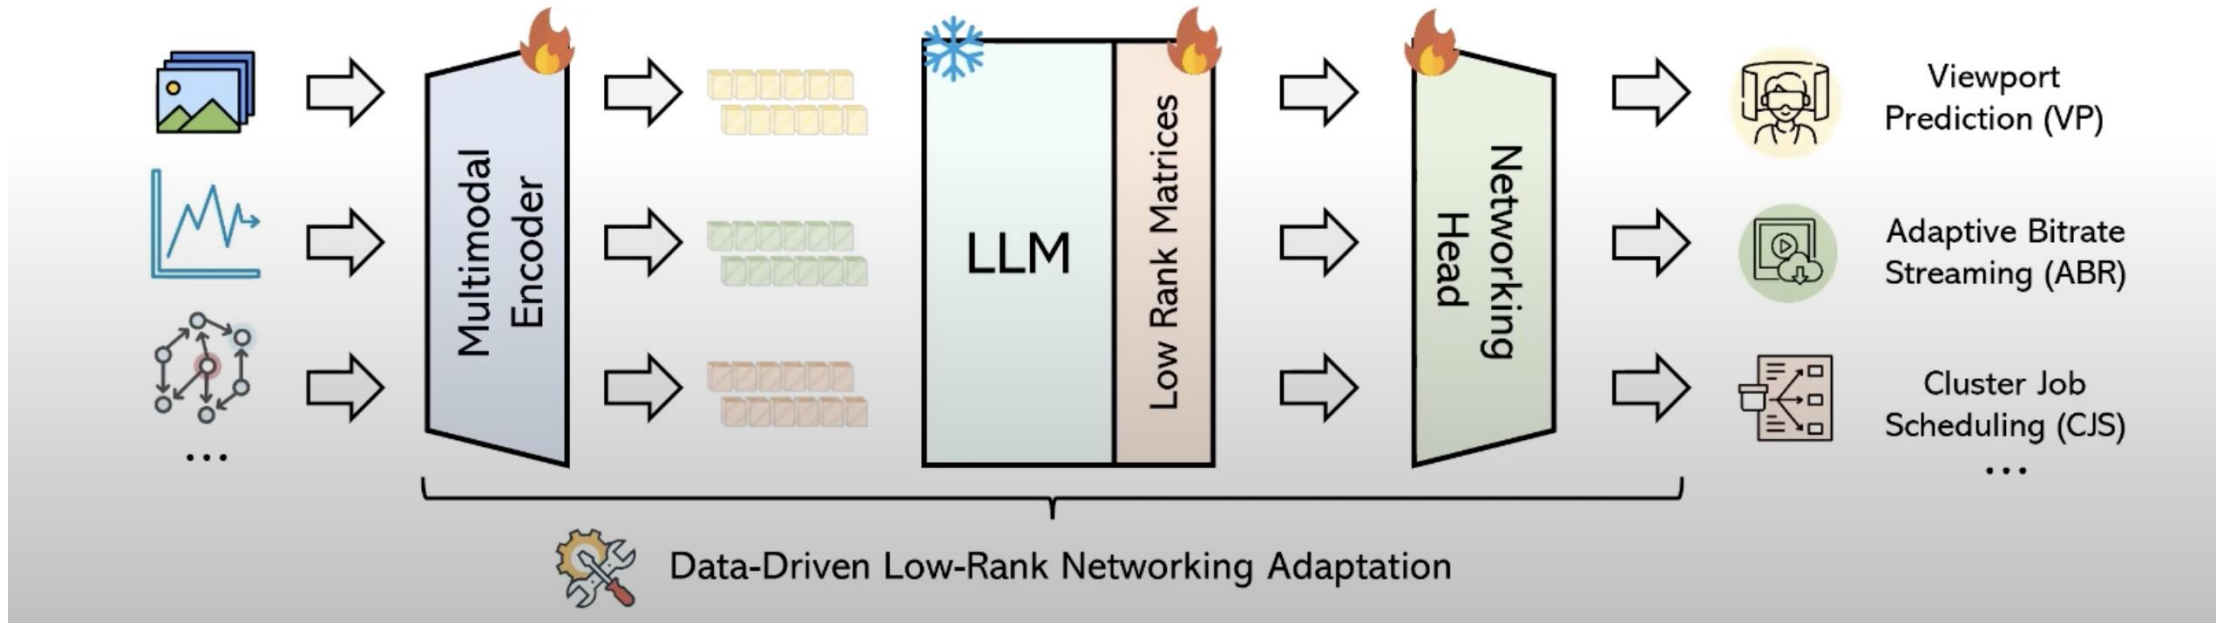 Multimodal
Encoder
LLM
Low Rank Matrices
Networking
Head
Viewport
Prediction (VP)
Adaptive Bitrate
Streaming (ABR)
Cluster Job
Scheduling (CJS)
...
...
Data-Driven Low-Rank Networking Adaptation